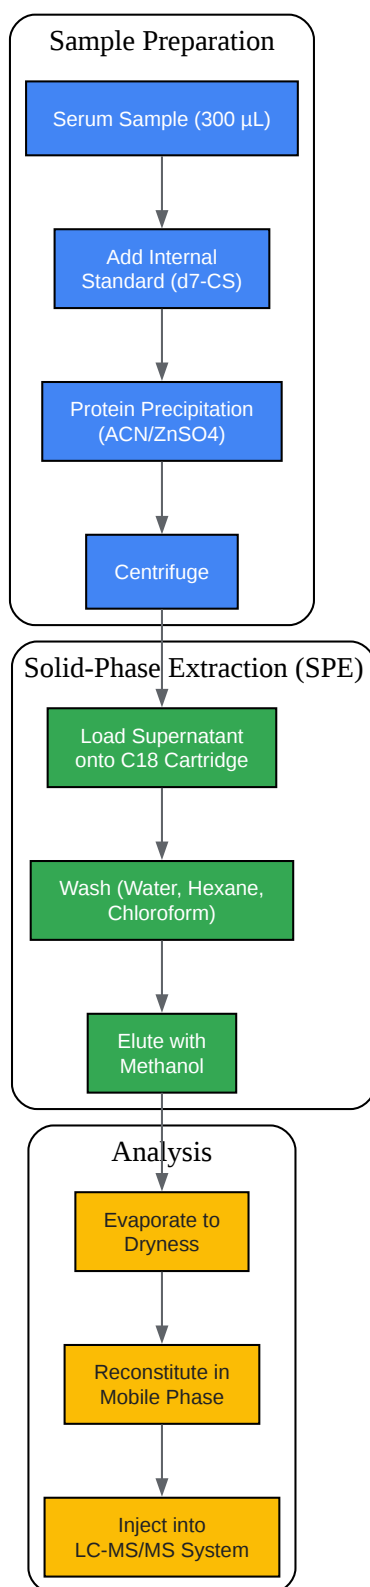 Sample Preparation
Serum Sample (300 µL)
Add Internal
Standard (d7-CS)
Protein Precipitation
(ACN/ZnSO4)
Centrifuge
Solid-Phase Extraction (SPE)
Load Supernatant
onto C18 Cartridge
Wash (Water, Hexane,
Chloroform)
Elute with
Methanol
Analysis
Evaporate to
Dryness
Reconstitute in
Mobile Phase
Inject into
LC-MS/MS System